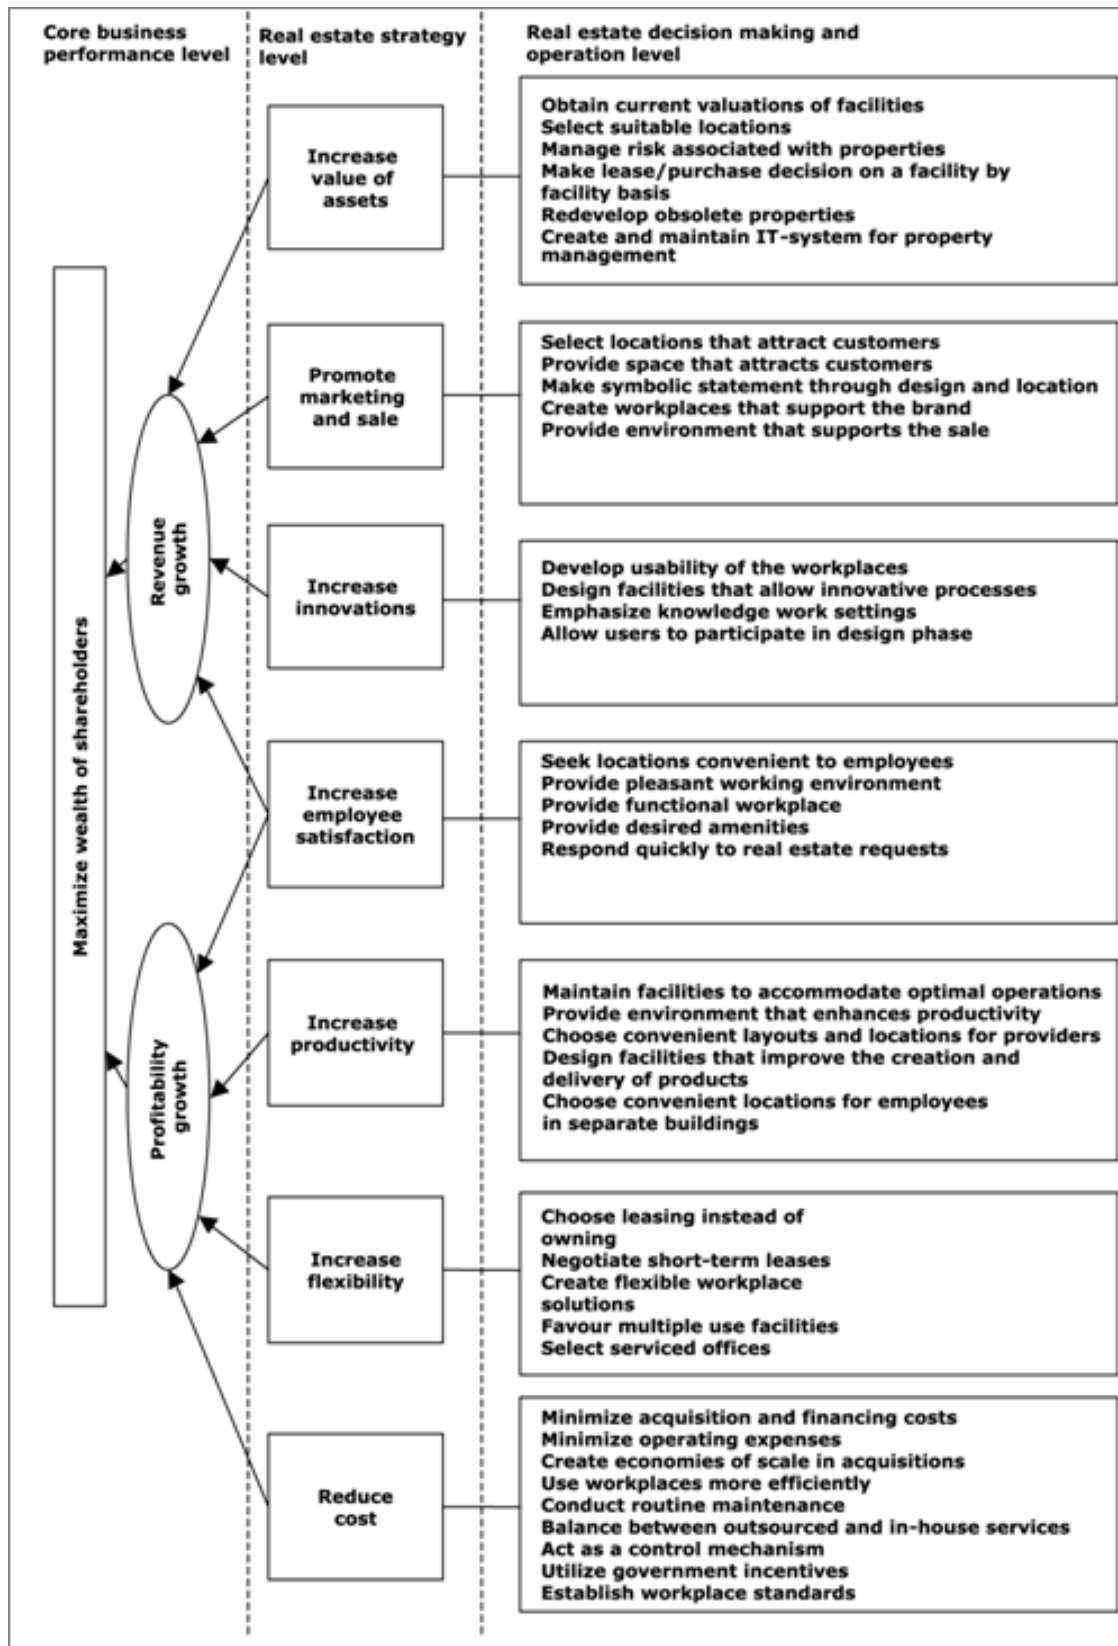 Core business
performance level
Real estate strategy
level
Real estate decision making and
operation level
Increase
value of
assets
Obtain current valuations of facilities
Select suitable locations
Manage risk associated with properties
Make lease/purchase decision on a facility by
facility basis
Redevelop obsolete properties
Create and maintain IT-system for property
management
Promote
marketing
and sale
Select locations that attract customers
Provide space that attracts customers
Make symbolic statement through design and location
Create workplaces that support the brand
Provide environment that supports the sale
Revenue
growth
Increase
innovations
Develop usability of the workplaces
Design facilities that allow innovative processes
Emphasize knowledge work settings
Allow users to participate in design phase
Maximize wealth of shareholders
Increase
employee
satisfaction
Seek locations convenient to employees
Provide pleasant working environment
Provide functional workplace
Provide desired amenities
Respond quickly to real estate requests
Profitability
growth
Increase
productivity
Maintain facilities to accommodate optimal operations
Provide environment that enhances productivity
Choose convenient layouts and locations for providers
Design facilities that improve the creation and
delivery of products
Choose convenient locations for employees
in separate buildings
Increase
flexibility
Choose leasing instead of
owning
Negotiate short-term leases
Create flexible workplace
solutions
Favour multiple use facilities
Select serviced offices
Reduce
cost
Minimize acquisition and financing costs
Minimize operating expenses
Create economies of scale in acquisitions
Use workplaces more efficiently
Conduct routine maintenance
Balance between outsourced and in-house services
Act as a control mechanism
Utilize government incentives
Establish workplace standards